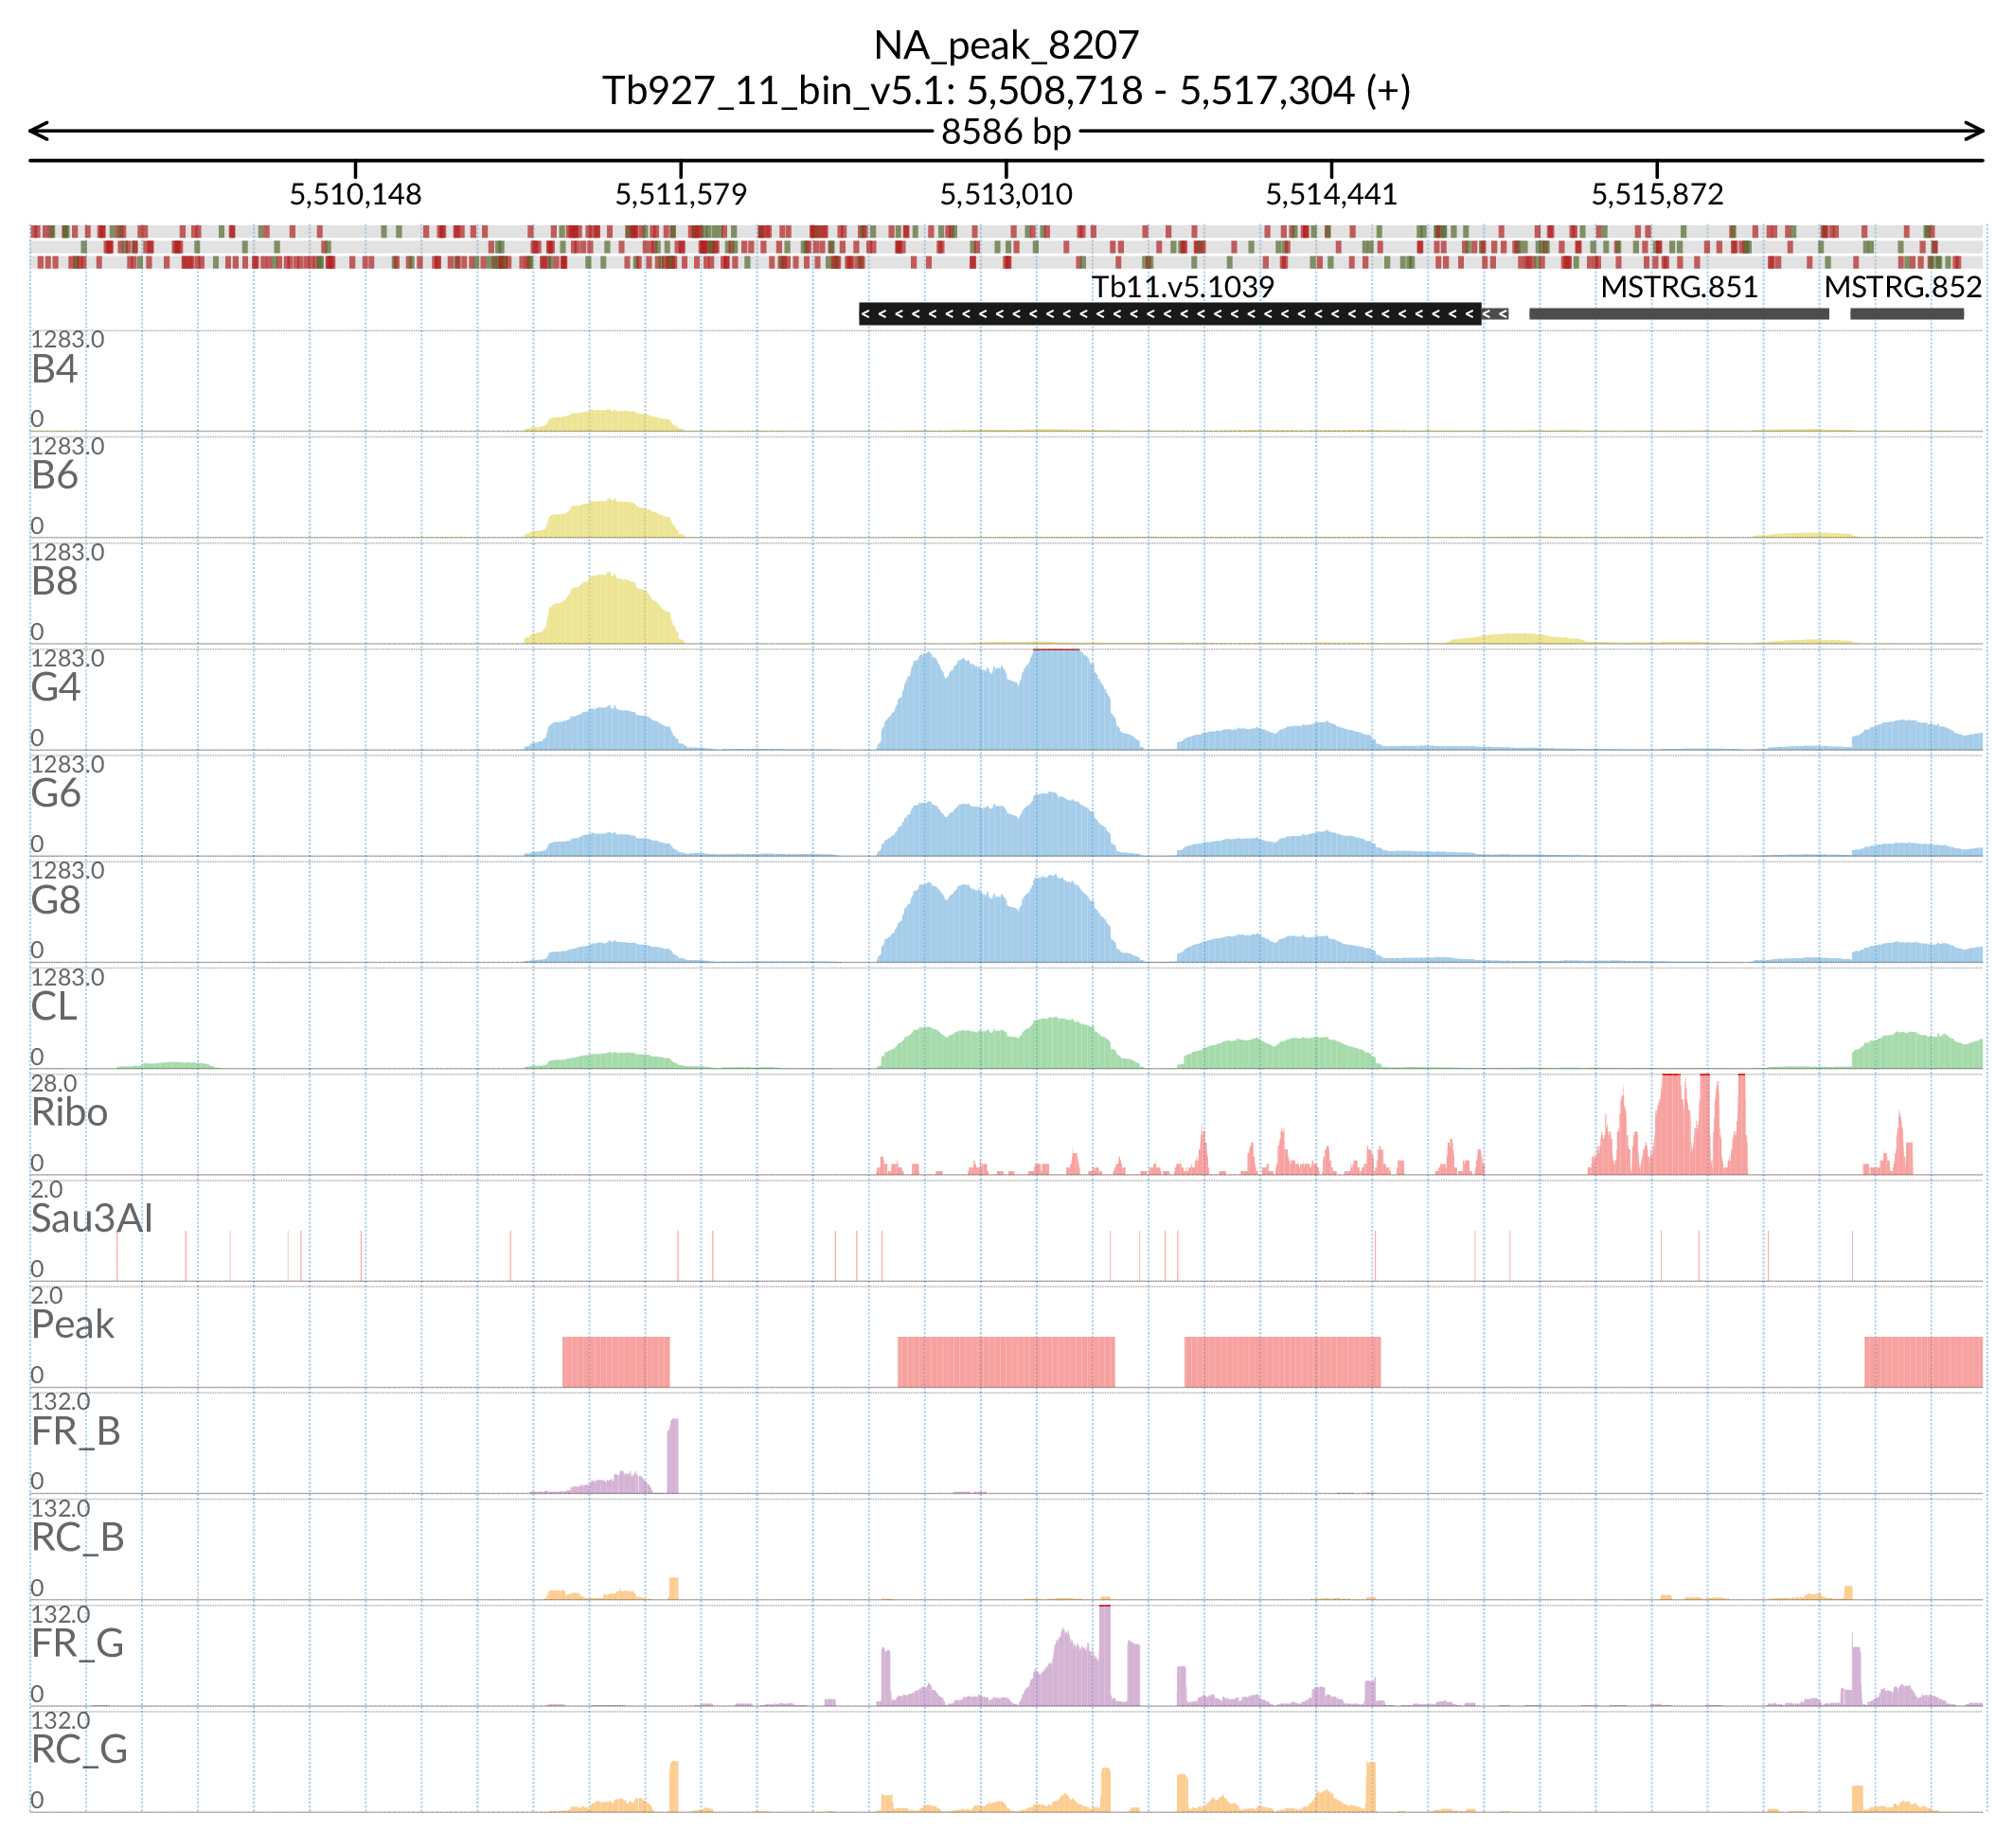 NA_peak_8207
Tb927_11_bin_v5.1: 5,508,718 - 5,517,304 (+)
8586 bp
5,510,148 5,511,579 5,513,010 5,514,441 5,515,872
Tb11.v5.1039 MSTRG.851 MSTRG.852
1283.0
B4
0
1283.0
B6
0
1283.0
B8
0
1283.0
G4
0
1283.0
G6
0
1283.0
G8
0
1283.0
CL
0
28.0
Ribo
0
2.0
Sau3AI
0
2.0
Peak
0
132.0
FR_B
0
132.0
RC_B
0
132.0
FR_G
0
132.0
RC_G
0